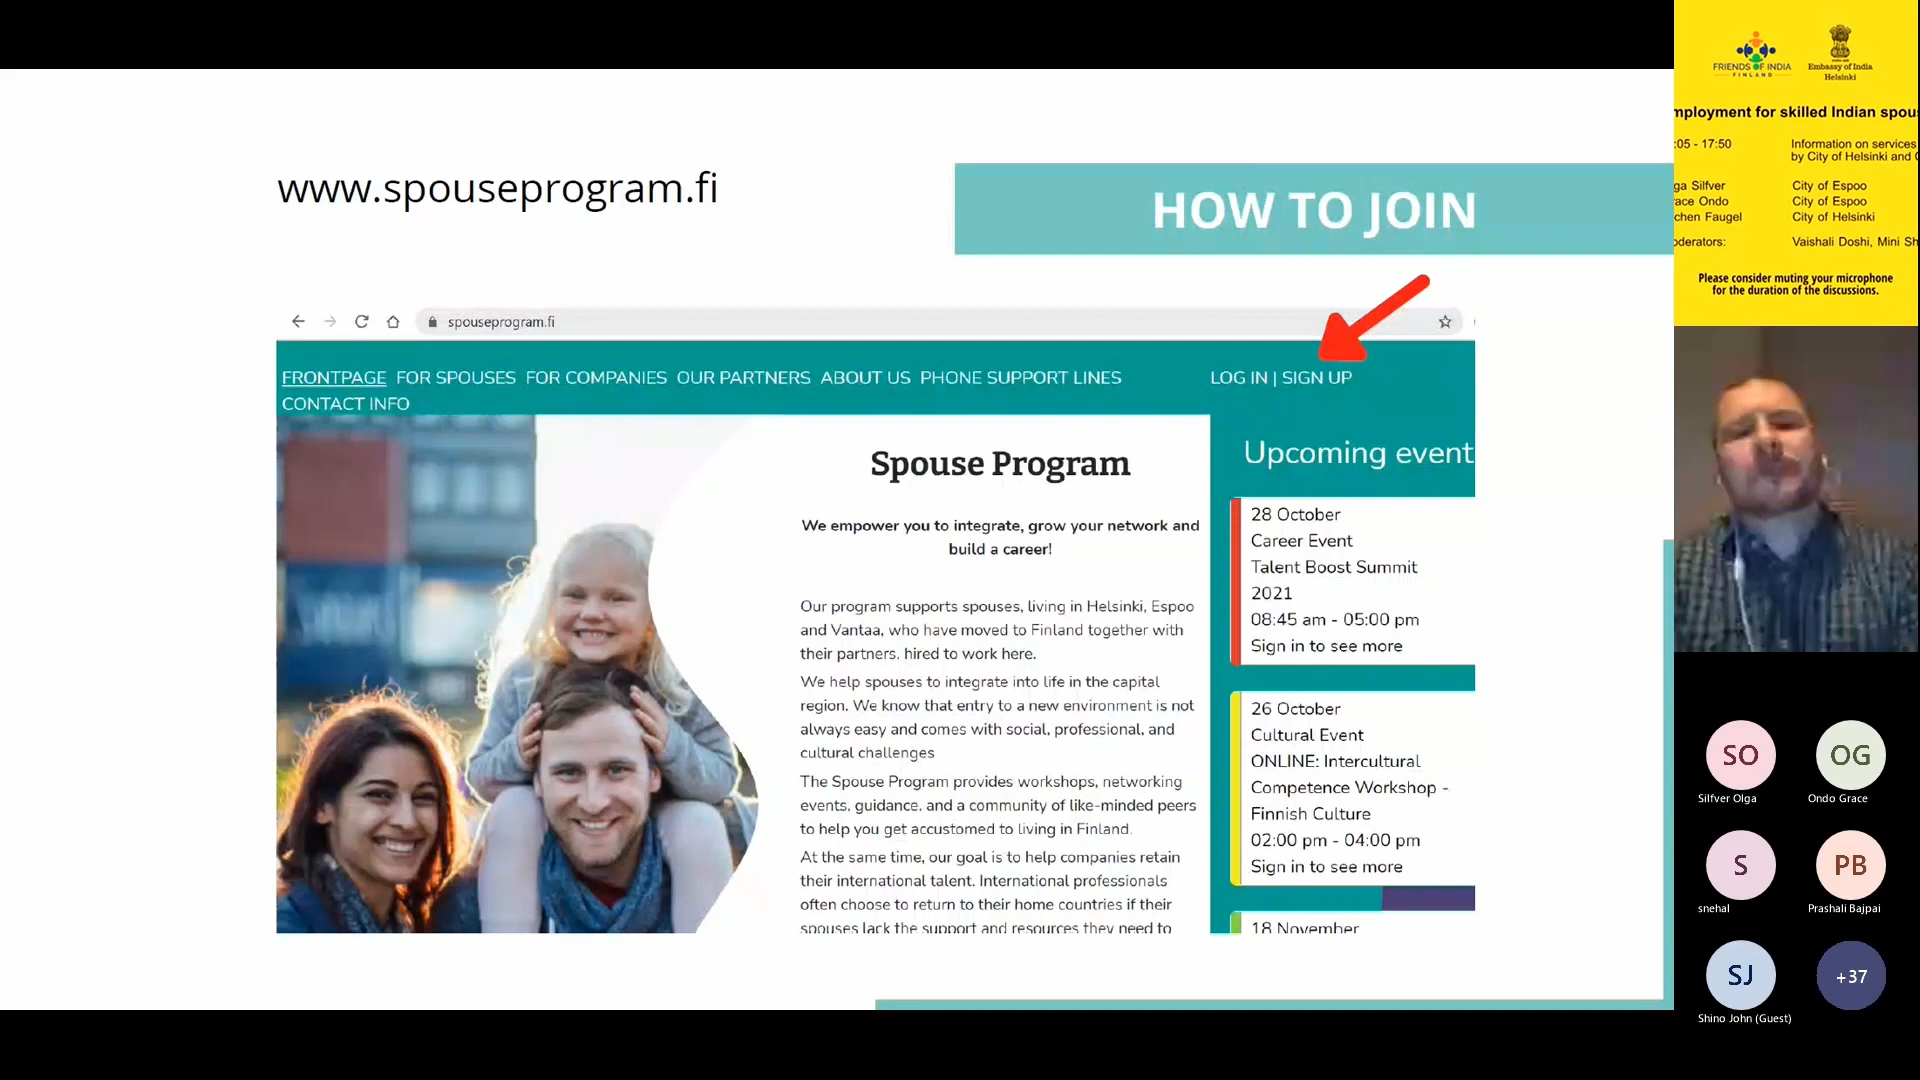 www.spouseprogram.fi
HOW TO JOIN
spouseprogram.fi
FRONTPAGE FOR SPOUSES FOR COMPANIES OUR PARTNERS ABOUT US PHONE SUPPORT LINES
CONTACT INFO
LOG IN | SIGN UP
Spouse Program
We empower you to integrate, grow your network and
build a career!
Our program supports spouses, living in Helsinki, Espoo
and Vantaa, who have moved to Finland together with
their partners, hired to work here.
We help spouses to integrate into life in the capital
region. We know that entry to a new environment is not
always easy and comes with social, professional, and
cultural challenges
The Spouse Program provides workshops, networking
events, guidance, and a community of like-minded peers
to help you get accustomed to living in Finland.
At the same time, our goal is to help companies retain
their international talent. International professionals
often choose to return to their home countries if their
spouses lack the support and resources they need to
Upcoming event
28 October
Career Event
Talent Boost Summit
2021
08:45 am - 05:00 pm
Sign in to see more
26 October
Cultural Event
ONLINE: Intercultural
Competence Workshop -
Finnish Culture
02:00 pm - 04:00 pm
Sign in to see more
18 November
FRIENDS OF INDIA
FINLAND
Embassy of India
Helsinki
mployment for skilled Indian spou
:05 - 17:50 Information on services
by City of Helsinki and
ga Silfver City of Espoo
ace Ondo City of Espoo
chen Faugel City of Helsinki
oderators: Vaishali Doshi, Mini Sh
Please consider muting your microphone
for the duration of the discussions.
SO
Silfver Olga
OG
Ondo Grace
S
snehal
PB
Prashali Bajpai
SJ
Shino John (Guest)
+37